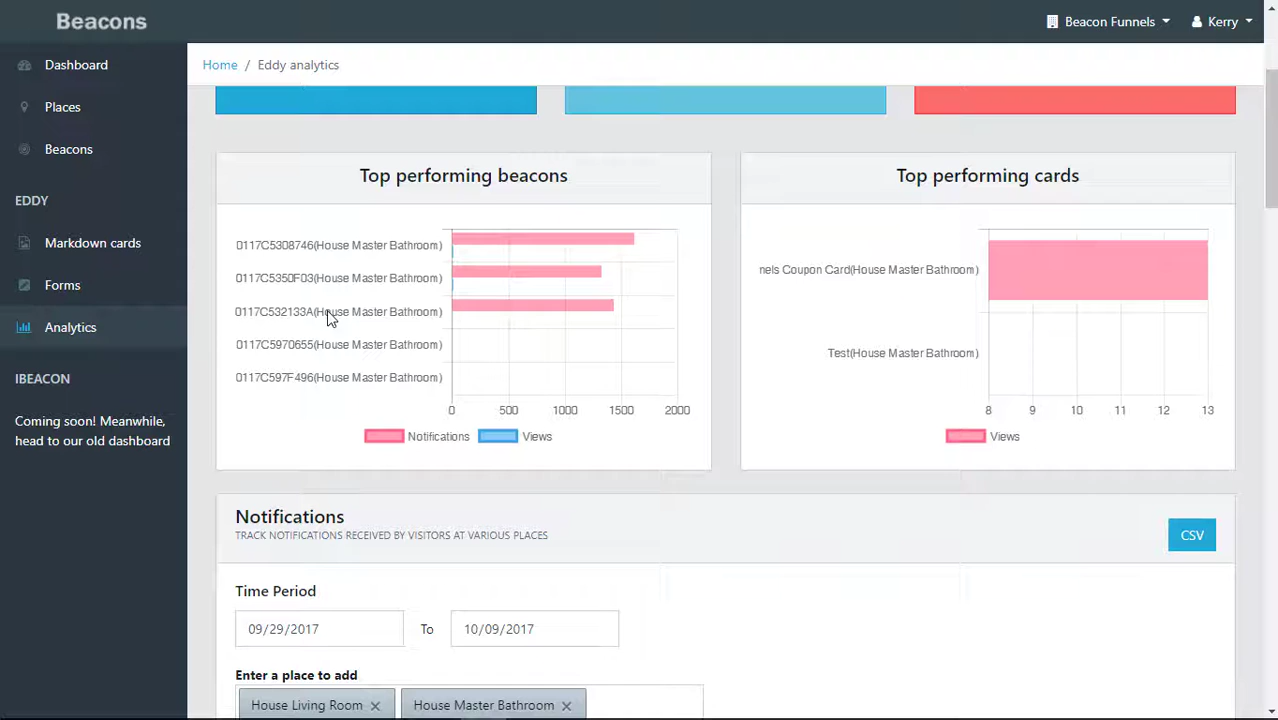 Beacons
Beacon Funnels
Kerry
Dashboard
Places
Beacons
EDDY
Markdown cards
Forms
Analytics
IBEACON
Coming soon! Meanwhile,
head to our old dashboard
Home / Eddy analytics
Top performing beacons
0117C5308746(House Master Bathroom)
0117C5350F03(House Master Bathroom)
0117C532133A(House Master Bathroom)
0117C5970655(House Master Bathroom)
0117C597F496(House Master Bathroom)
0 500 1000 1500 2000
Notifications Views
Top performing cards
nels Coupon Card(House Master Bathroom)
Test(House Master Bathroom)
8 9 10 11 12 13
Views
Notifications
TRACK NOTIFICATIONS RECEIVED BY VISITORS AT VARIOUS PLACES
CSV
Time Period
09/29/2017 To 10/09/2017
Enter a place to add
House Living Room × House Master Bathroom ×